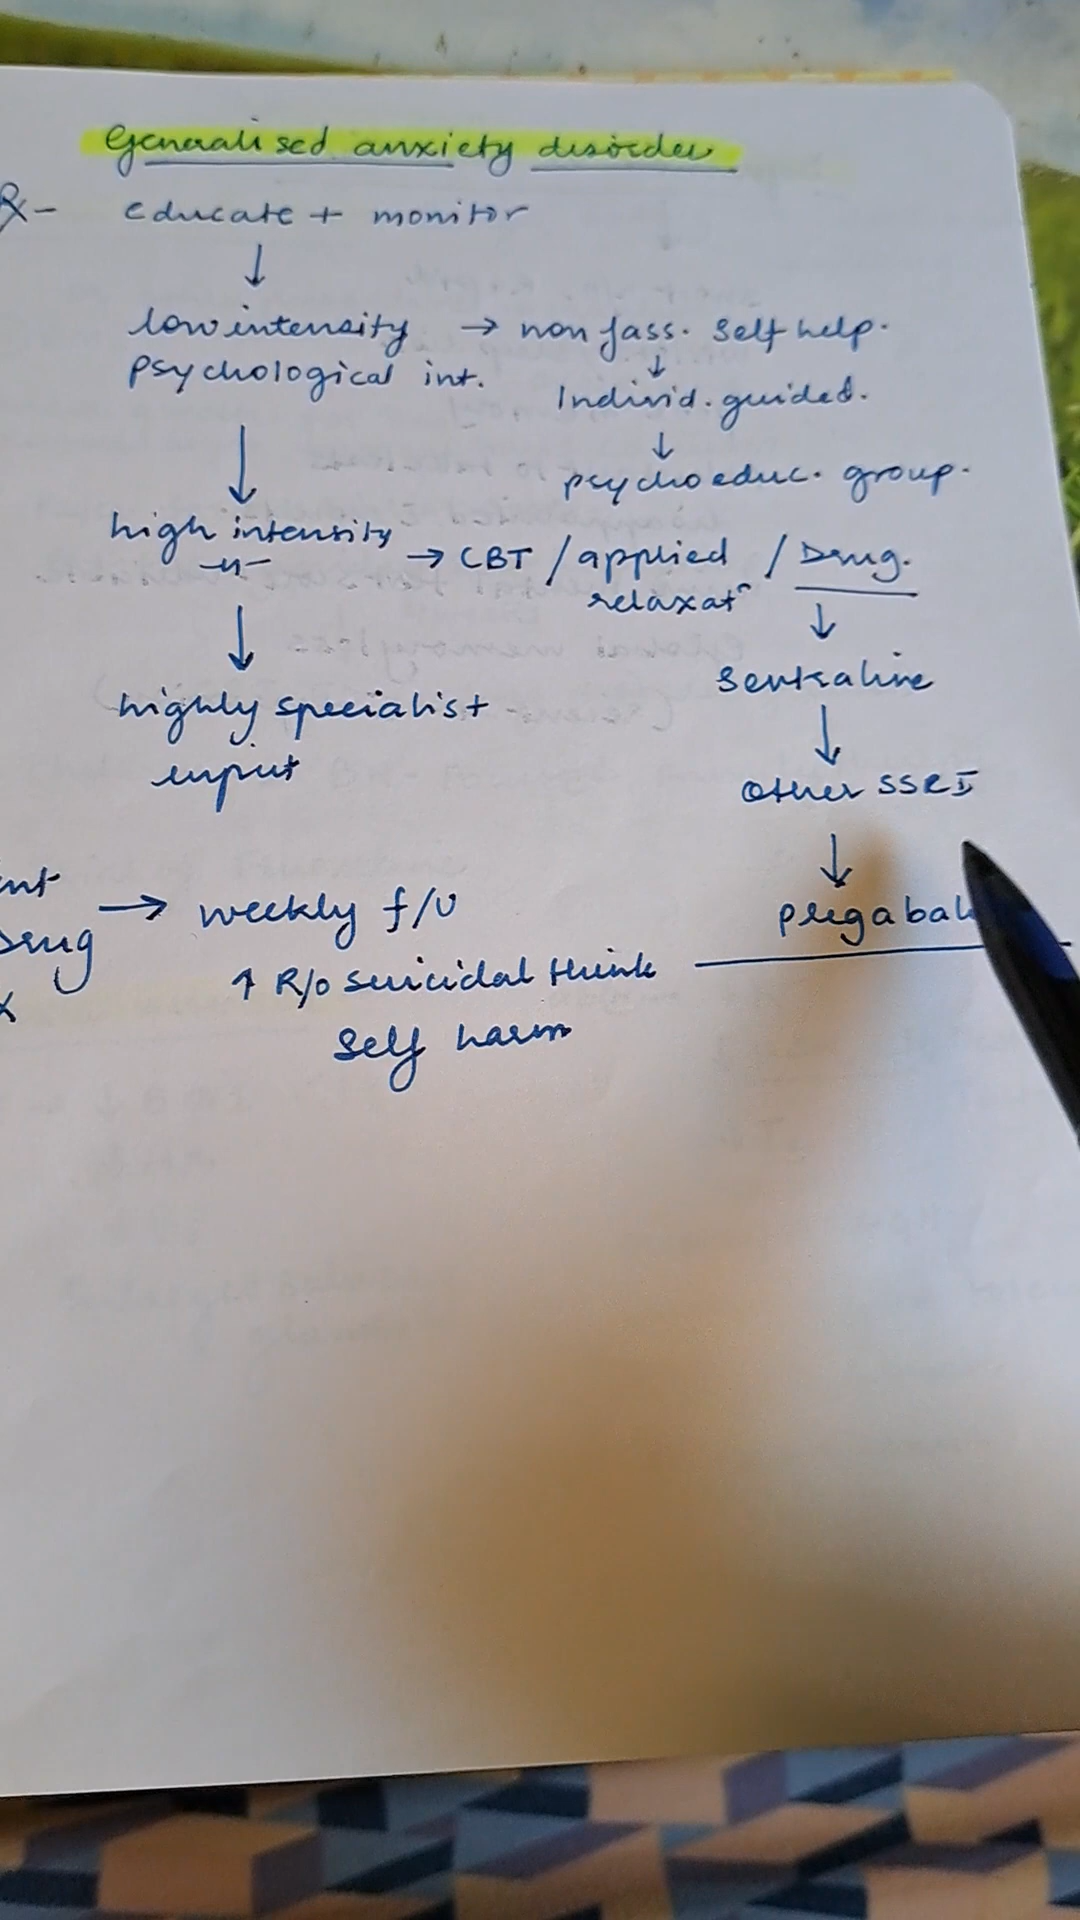 Generalised anxiety disorder
Rx- educate + monitor
↓
low intensity → non fass. Self help.
psychological int.
↓
Individ. guided.
↓
psychoeduc. group.
↓
high intensity → CBT / applied / Drug.
-"-
relaxat^n
↓
Sertraline
↓
highly specialist
input
↓
other SSRI
↓
pregabal
Drug → weekly f/u
↑ R/o suicidal think
Self harm